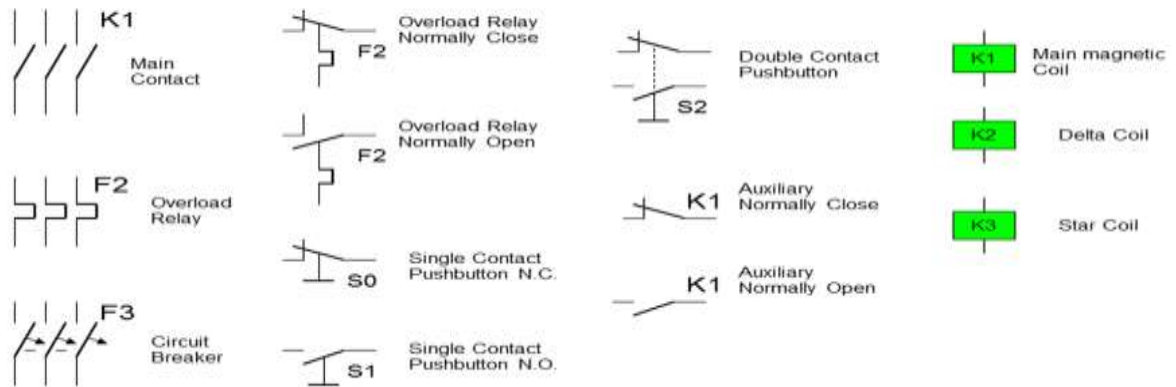 K1
Main
Contact
F2
Overload
Relay
F3
Circuit
Breaker
Overload Relay
Normally Close
F2
Overload Relay
Normally Open
F2
Single Contact
Pushbutton N.C.
S0
Single Contact
Pushbutton N.O.
S1
Double Contact
Pushbutton
S2
K1
Auxiliary
Normally Close
K1
Auxiliary
Normally Open
K1
Main magnetic
Coil
K2
Delta Coil
K3
Star Coil